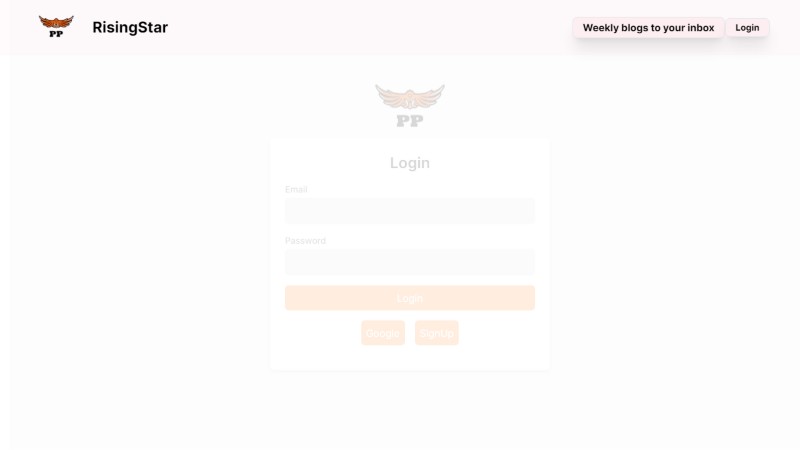 PP
RisingStar
Weekly blogs to your inbox
Login
PP
Login
Email
Password
Login
Google
SignUp